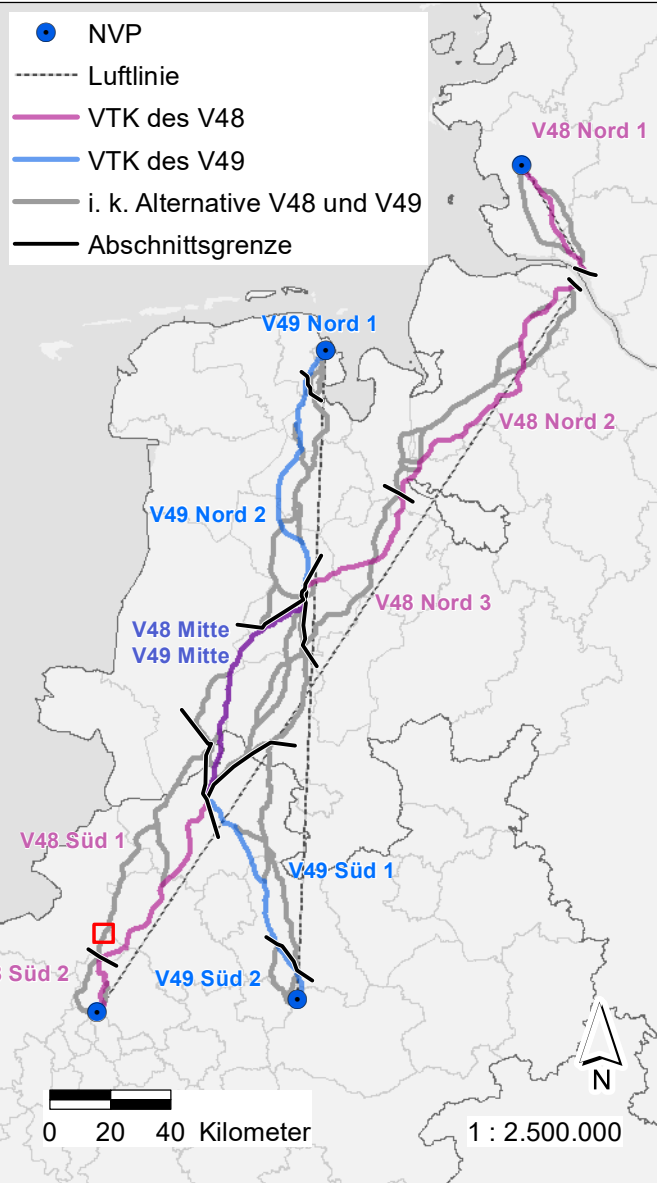 NVP
Luftlinie
VTK des V48
VTK des V49
i. k. Alternative V48 und V49
Abschnittsgrenze
V48 Nord 1
V49 Nord 1
V48 Nord 2
V49 Nord 2
V48 Nord 3
V48 Mitte
V49 Mitte
V48 Süd 1
V49 Süd 1
Süd 2
V49 Süd 2
N
0 20 40 Kilometer
1 : 2.500.000